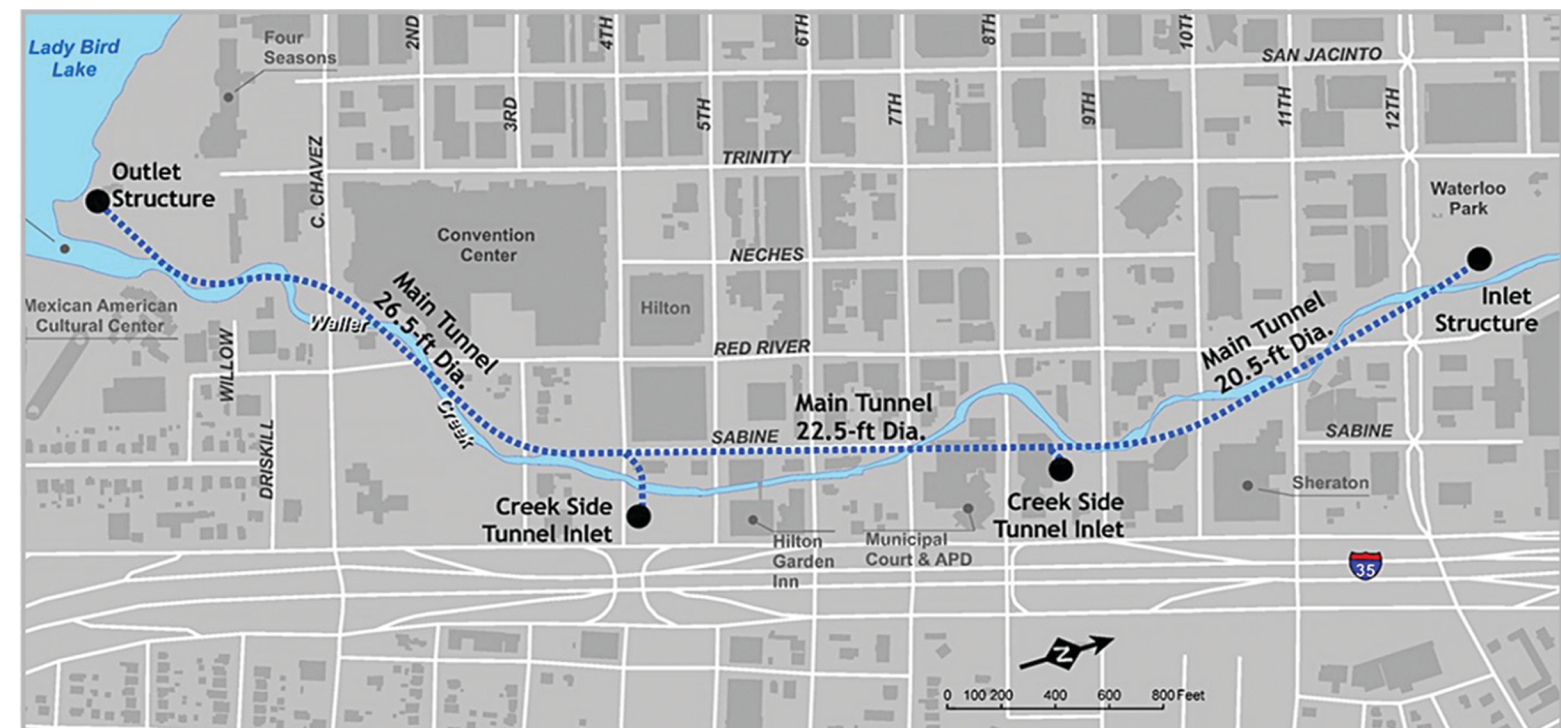 Lady Bird
Lake
Four
Seasons
2ND
4TH
6TH
8TH
10TH
SAN JACINTO
3RD
5TH
7TH
9TH
11TH
12TH
C. CHAVEZ
TRINITY
Outlet
Structure
Waterloo
Park
Convention
Center
NECHES
Main Tunnel
26.5-ft Dia.
Hilton
Mexican American
Cultural Center
Waller
Creek
Inlet
Structure
Main Tunnel
20.5-ft Dia.
WILLOW
RED RIVER
Main Tunnel
22.5-ft Dia.
SABINE
SABINE
DRISKILL
Creek Side
Tunnel Inlet
Hilton
Garden
Inn
Municipal
Court & APD
Creek Side
Tunnel Inlet
Sheraton
35
N
0 100 200 400 600 800 Feet